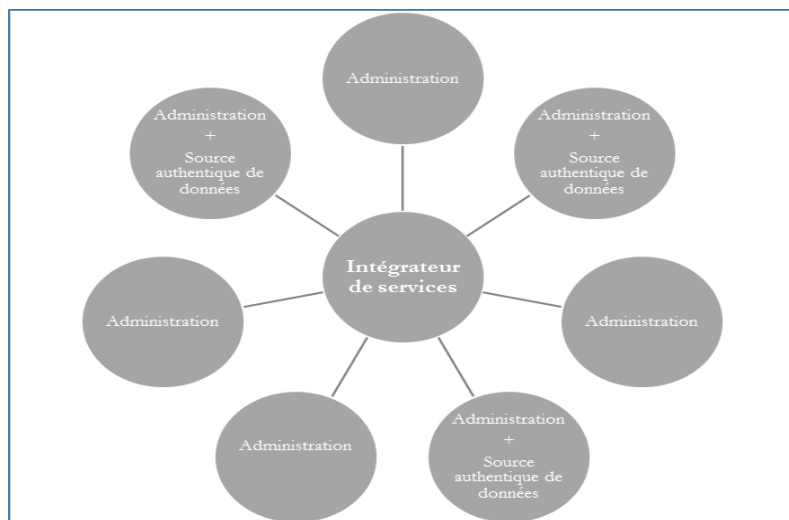 Administration
Administration
+
Source
authentique de
données
Administration
+
Source
authentique de
données
Intégrateur
de services
Administration
Administration
Administration
Administration
+
Source
authentique de
données